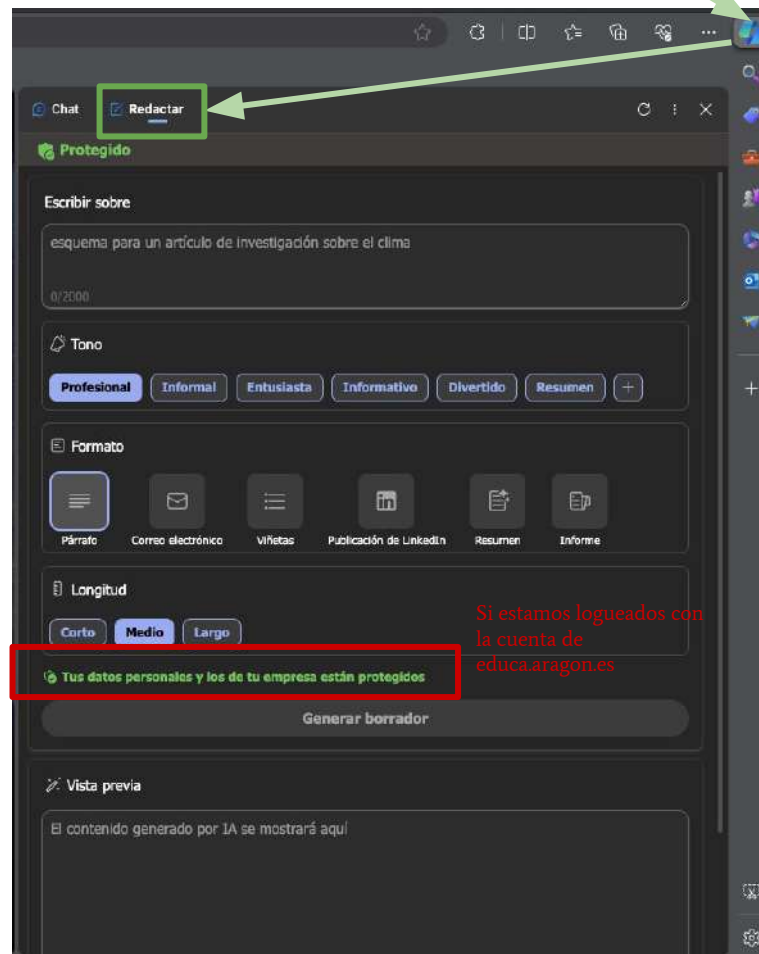 Chat Redactar
Protegido
Escribir sobre
esquema para un artículo de investigación sobre el clima
0/2000
Tono
Profesional Informal Entusiasta Informativo Divertido Resumen +
Formato
in
Párrafo Correo electrónico Viñetas Publicación de LinkedIn Resumen Informe
Longitud
Corto Medio Largo
Si estamos logueados con
la cuenta de
educa.aragon.es
Tus datos personales y los de tu empresa están protegidos
Generar borrador
Vista previa
El contenido generado por IA se mostrará aquí